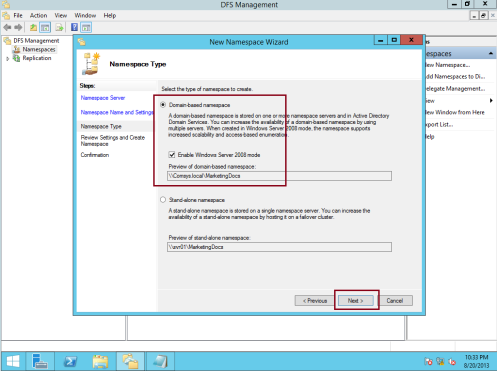 DFS Management
File Action View Window Help
DFS Management
Namespaces
Replication
New Namespace Wizard
Namespace Type
Steps:
Namespace Server
Namespace Name and Settings
Namespace Type
Review Settings and Create
Namespace
Confirmation
Select the type of namespace to create.
Domain-based namespace
A domain-based namespace is stored on one or more namespace servers and in Active Directory
Domain Services. You can increase the availability of a domain-based namespace by using
multiple servers. When created in Windows Server 2008 mode, the namespace supports
increased scalability and access-based enumeration.
Enable Windows Server 2008 mode
Preview of domain-based namespace:
\\Comsys.local\MarketingDocs
Stand-alone namespace
A stand-alone namespace is stored on a single namespace server. You can increase the
availability of a stand-alone namespace by hosting it on a failover cluster.
Preview of stand-alone namespace:
\\svr01\MarketingDocs
< Previous
Next >
Cancel
espaces
ew Namespace...
dd Namespaces to Di...
elegate Management...
iew
ew Window from Here
xport List...
elp
10:33 PM
8/20/2013